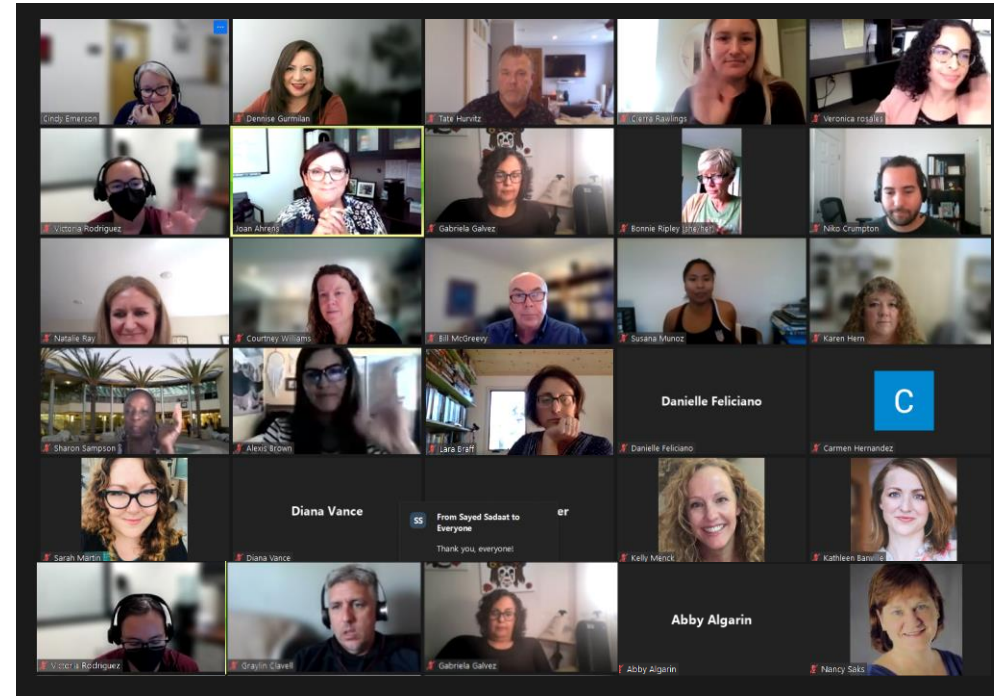 Cindy Emerson
Dennise Gurmilan
Tate Hurvitz
Cierra Rawlings
Veronica rosales
Victoria Rodriguez
Joan Ahrens
Gabriela Galvez
Bonnie Ripley (she/her)
Niko Crumpton
Natalie Ray
Courtney Williams
Bill McGreevy
Susana Munoz
Karen Hern
Sharon Sampson
Alexis Brown
Lara Braff
Danielle Feliciano
Danielle Feliciano
C
Carmen Hernandez
Sarah Martin
Diana Vance
Diana Vance
SS
From Sayed Sadaat to
Everyone
Thank you, everyone!
er
Kelly Menck
Victoria Rodriguez
Graylin Clavell
Gabriela Galvez
Abby Algarin
Abby Algarin
Nancy Saks